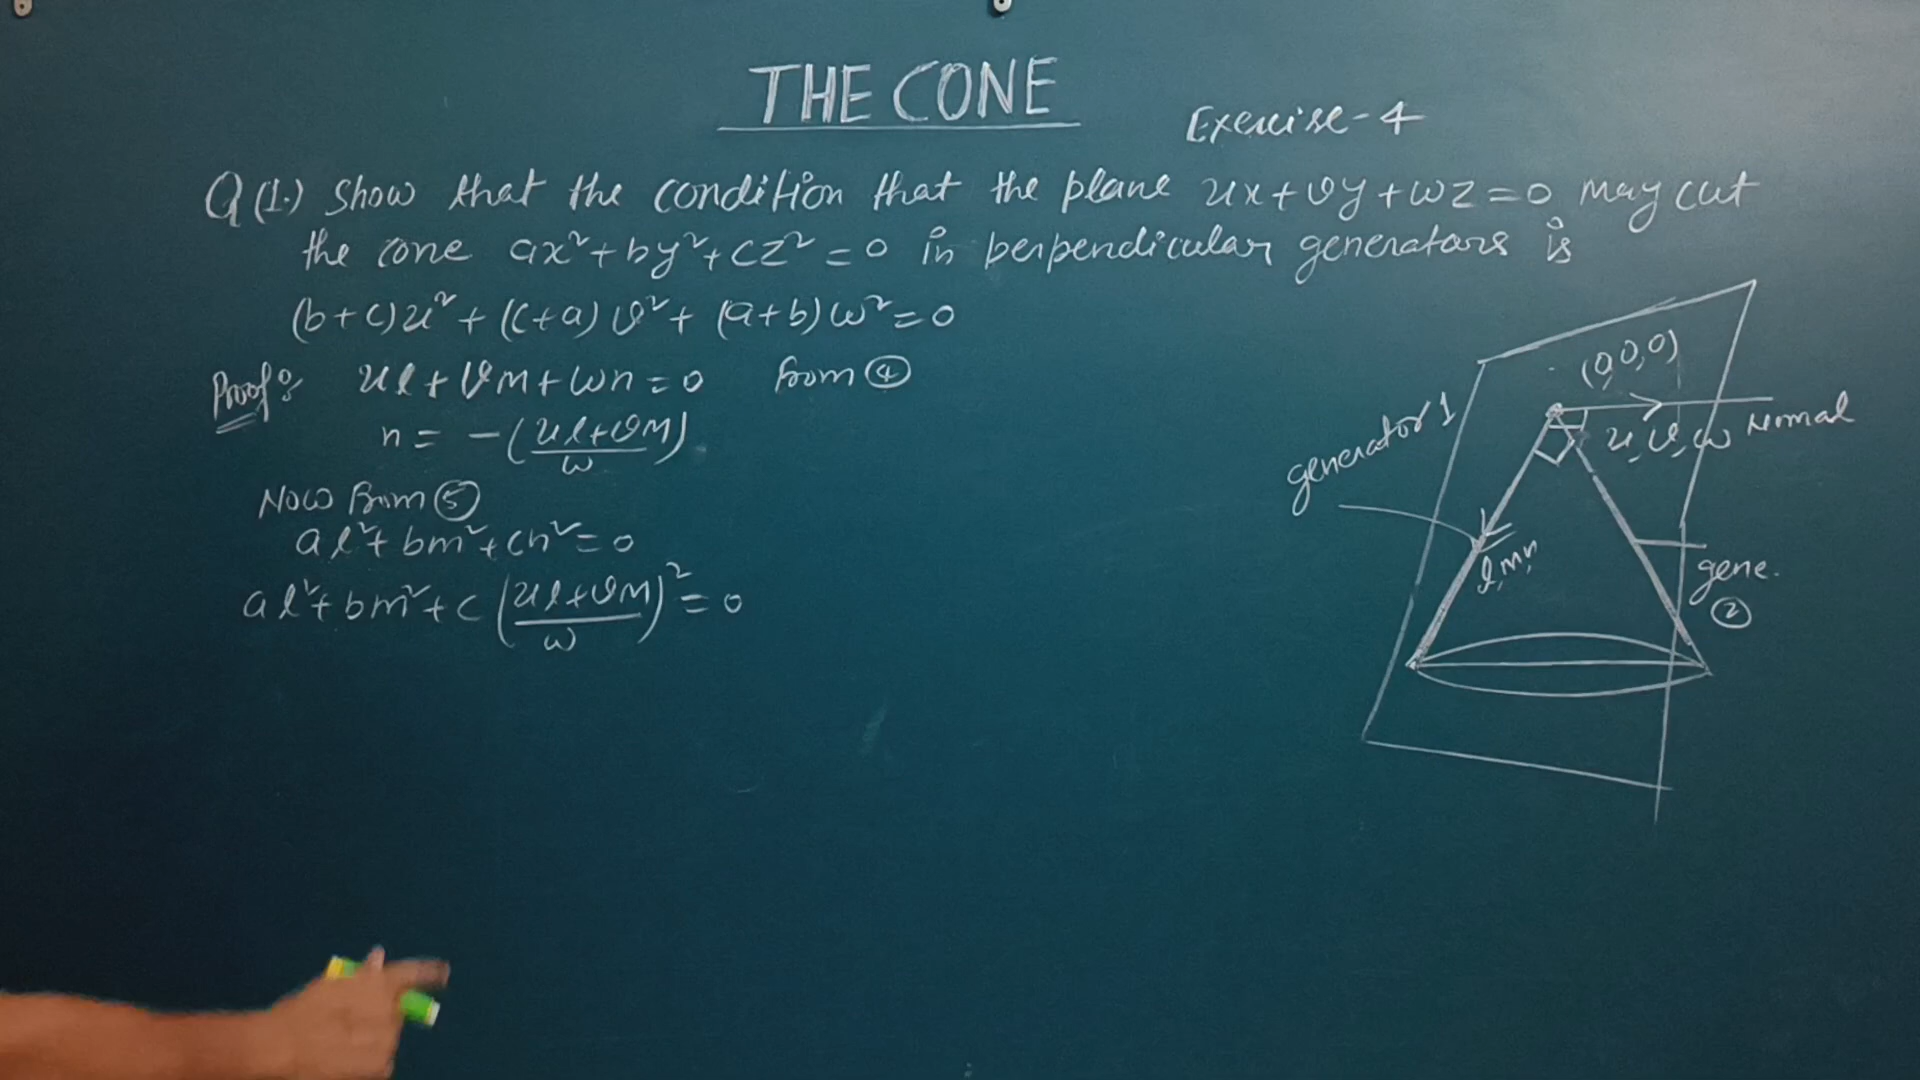 THE CONE
Exercise-4
Q(1.) Show that the condition that the plane ux+vy+wz=0 may cut
the cone ax²+by²+cz²=0 in perpendicular generators is
(b+c)u²+(c+a)v²+(a+b)w²=0
Proof: ul+vm+wn=0 from ④
n = -(ul+vm)/w
Now from ⑤
al²+bm²+cn²=0
al²+bm²+c((ul+vm)/w)²=0
(0,0,0)
generator 1
u,v,w Normal
l,m,n
gene.
②